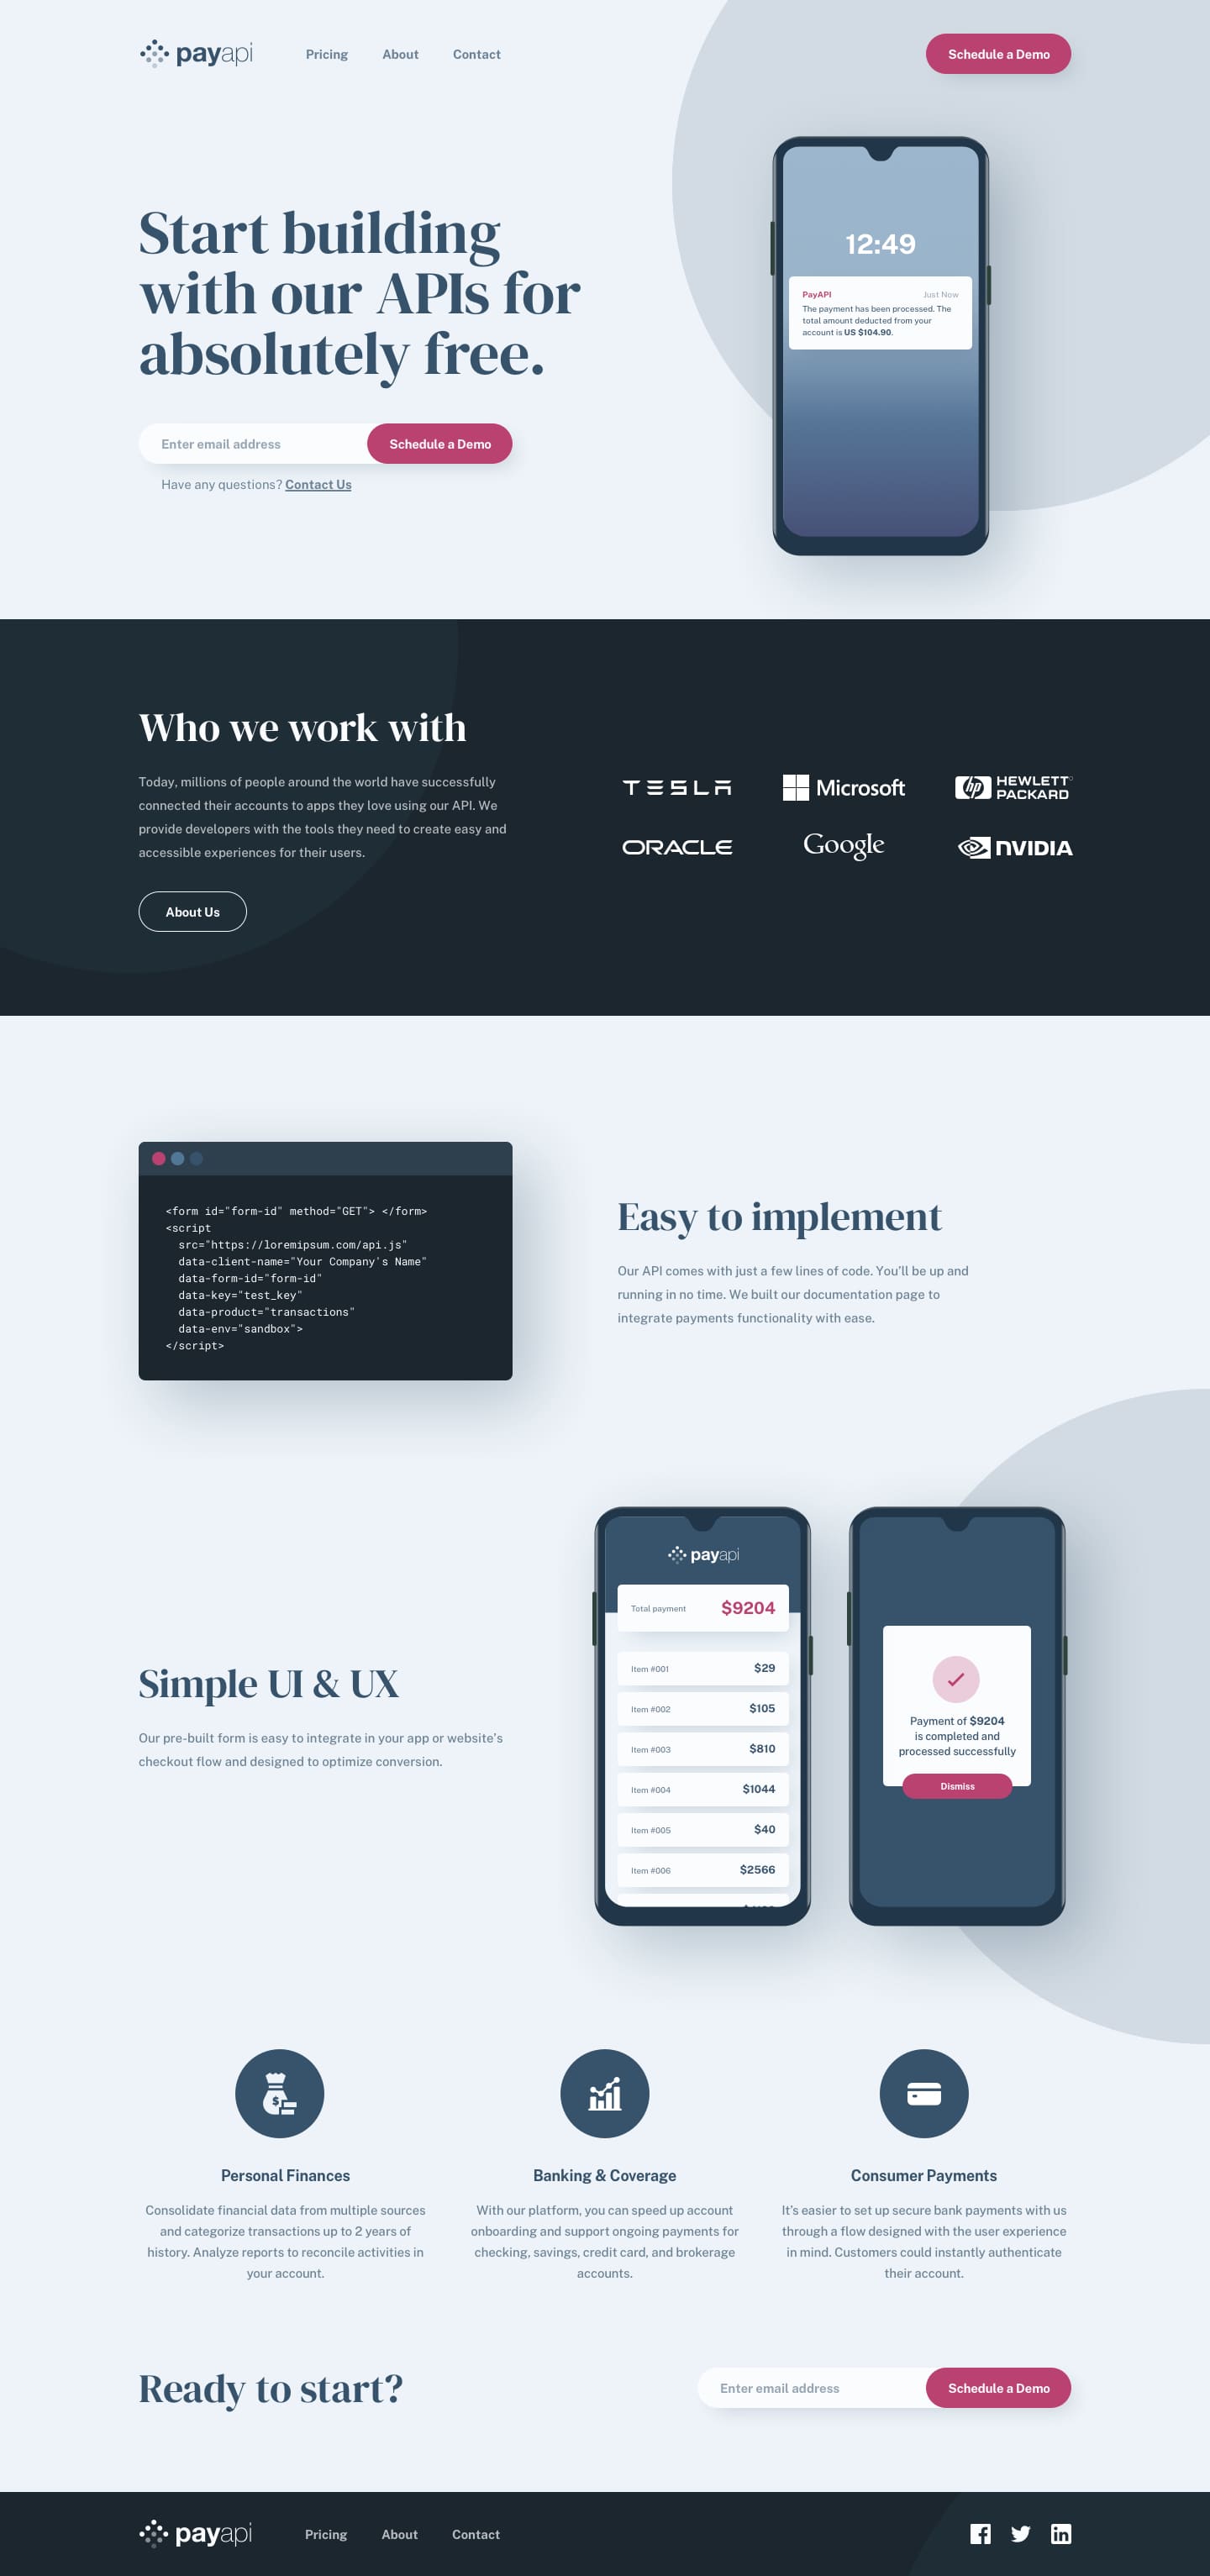 payapi
Pricing
About
Contact
Schedule a Demo
Start building
with our APIs for
absolutely free.
Enter email address
Schedule a Demo
Have any questions? Contact Us
12:49
PayAPI
Just Now
The payment has been processed. The
total amount deducted from your
account is US $104.90.
Who we work with
Today, millions of people around the world have successfully
connected their accounts to apps they love using our API. We
provide developers with the tools they need to create easy and
accessible experiences for their users.
About Us
TESLA
Microsoft
hp HEWLETT
PACKARD
ORACLE
Google
NVIDIA
<form id="form-id" method="GET"> </form>
<script
src="https://loremipsum.com/api.js"
data-client-name="Your Company's Name"
data-form-id="form-id"
data-key="test_key"
data-product="transactions"
data-env="sandbox">
</script>
Easy to implement
Our API comes with just a few lines of code. You’ll be up and
running in no time. We built our documentation page to
integrate payments functionality with ease.
Simple UI & UX
Our pre-built form is easy to integrate in your app or website’s
checkout flow and designed to optimize conversion.
payapi
Total payment $9204
Item #001 $29
Item #002 $105
Item #003 $810
Item #004 $1044
Item #005 $40
Item #006 $2566
Payment of $9204
is completed and
processed successfully
Dismiss
Personal Finances
Consolidate financial data from multiple sources
and categorize transactions up to 2 years of
history. Analyze reports to reconcile activities in
your account.
Banking & Coverage
With our platform, you can speed up account
onboarding and support ongoing payments for
checking, savings, credit card, and brokerage
accounts.
Consumer Payments
It’s easier to set up secure bank payments with us
through a flow designed with the user experience
in mind. Customers could instantly authenticate
their account.
Ready to start?
Enter email address
Schedule a Demo
payapi
Pricing
About
Contact